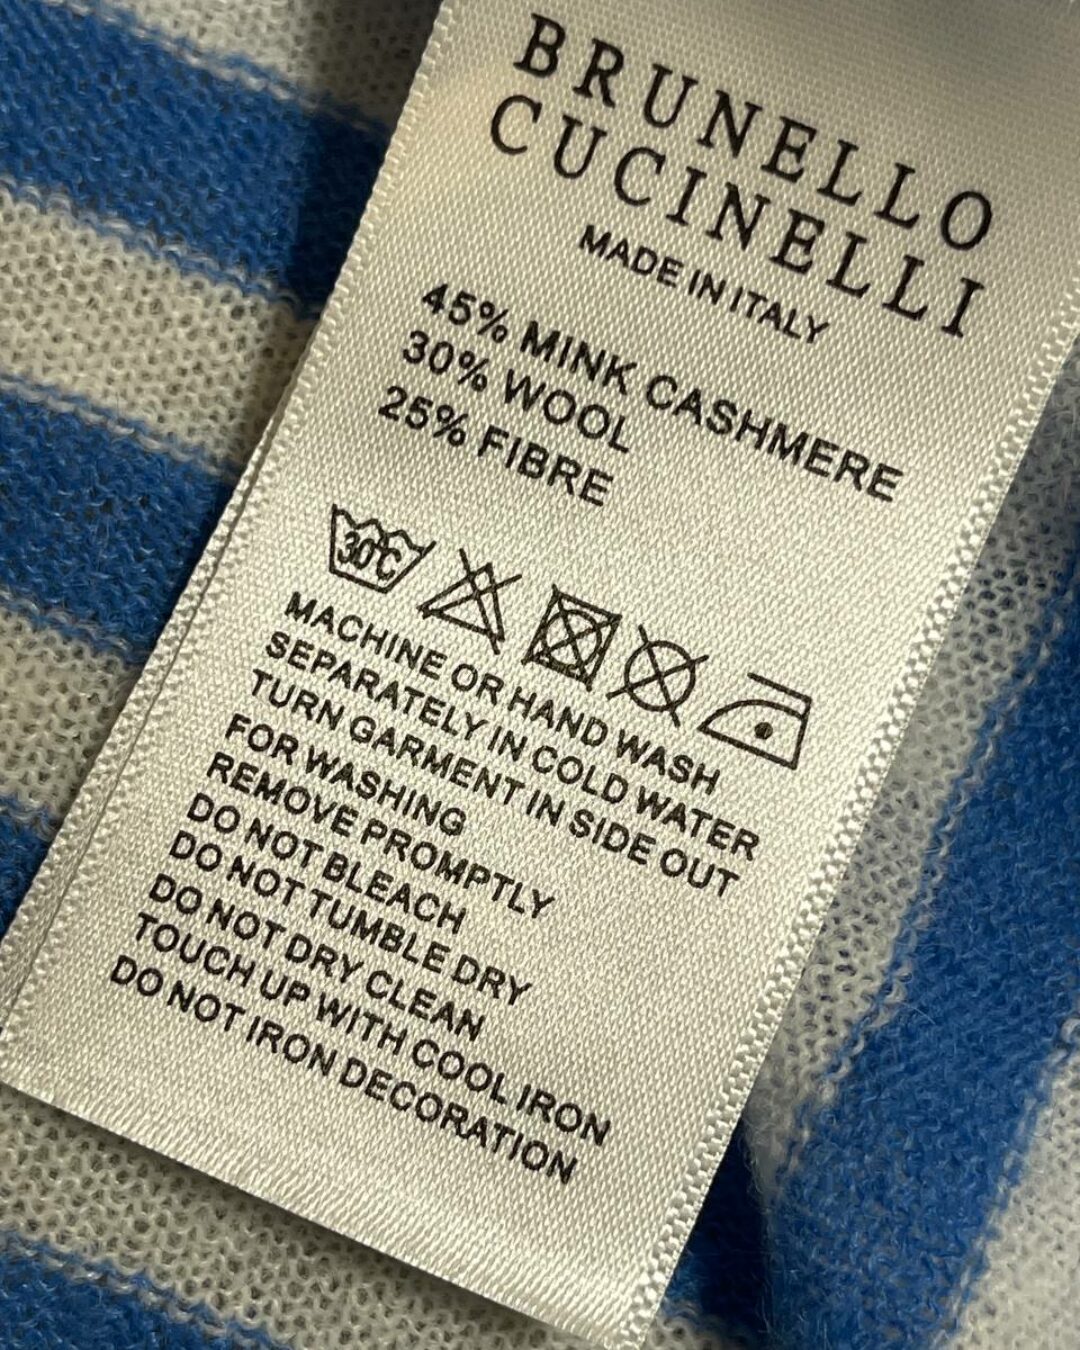 BRUNELLO
CUCINELLI
MADE IN ITALY
45% MINK CASHMERE
30% WOOL
25% FIBRE
30°C
MACHINE OR HAND WASH
SEPARATELY IN COLD WATER
TURN GARMENT IN SIDE OUT
FOR WASHING
REMOVE PROMPTLY
DO NOT BLEACH
DO NOT TUMBLE DRY
DO NOT DRY CLEAN
TOUCH UP WITH COOL IRON
DO NOT IRON DECORATION